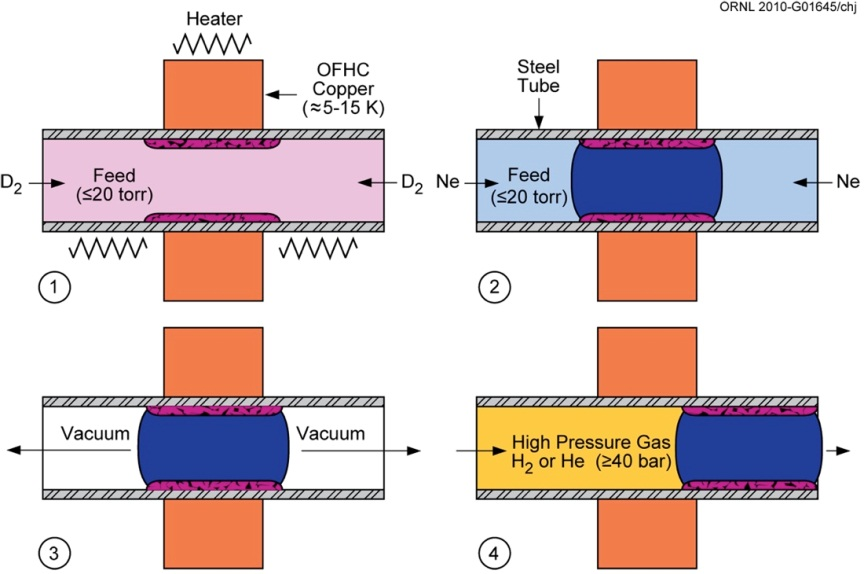 ORNL 2010-G01645/chj
Heater
OFHC
Copper
(≈5-15 K)
D₂
Feed
(≤20 torr)
D₂
1
Steel
Tube
Ne
Feed
(≤20 torr)
Ne
2
Vacuum
Vacuum
3
High Pressure Gas
H₂ or He (≥40 bar)
4